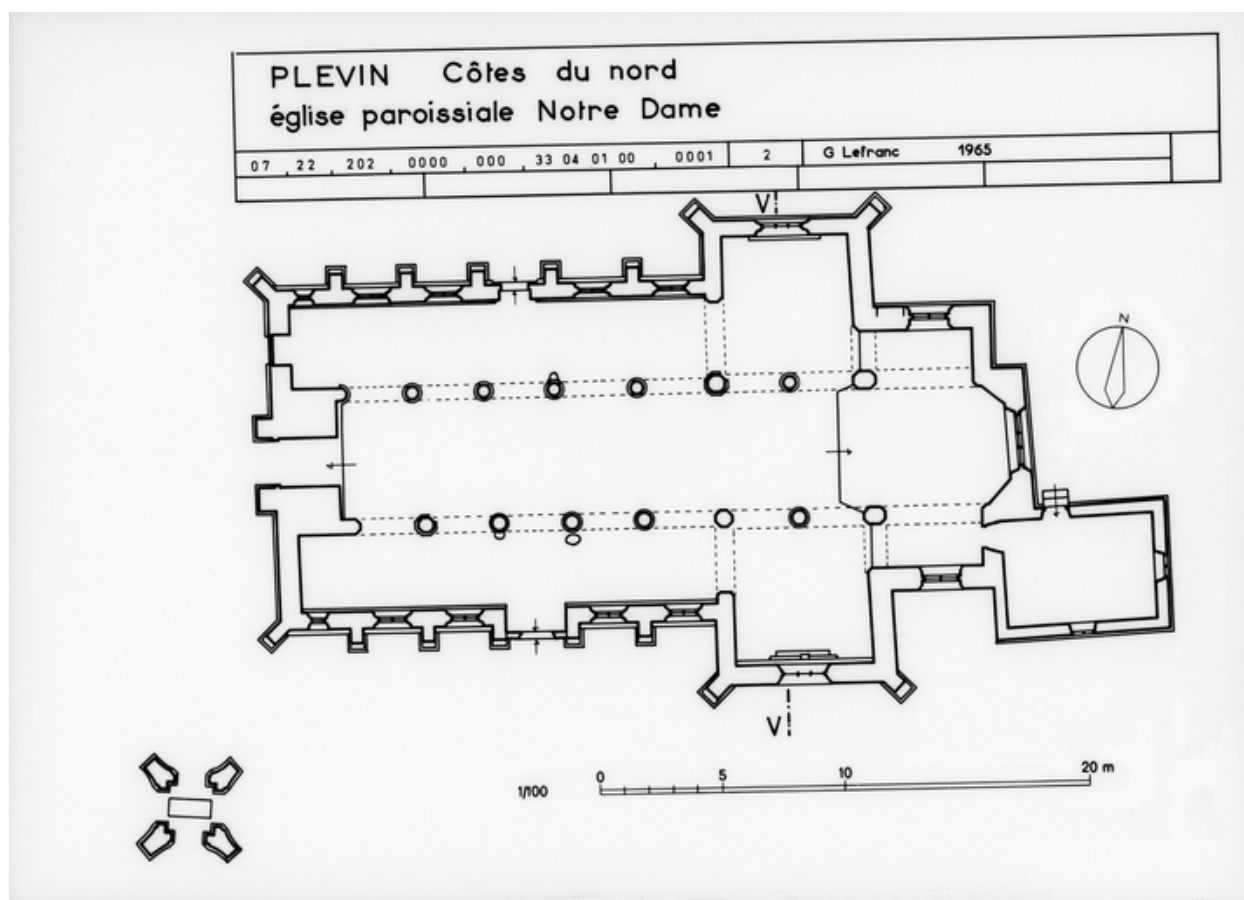 PLEVIN Côtes du nord
église paroissiale Notre Dame
07 22 202 0000 000 33 04 01 00 0001 2 G Lefranc 1965
V
N
V
1/100 0 5 10 20 m